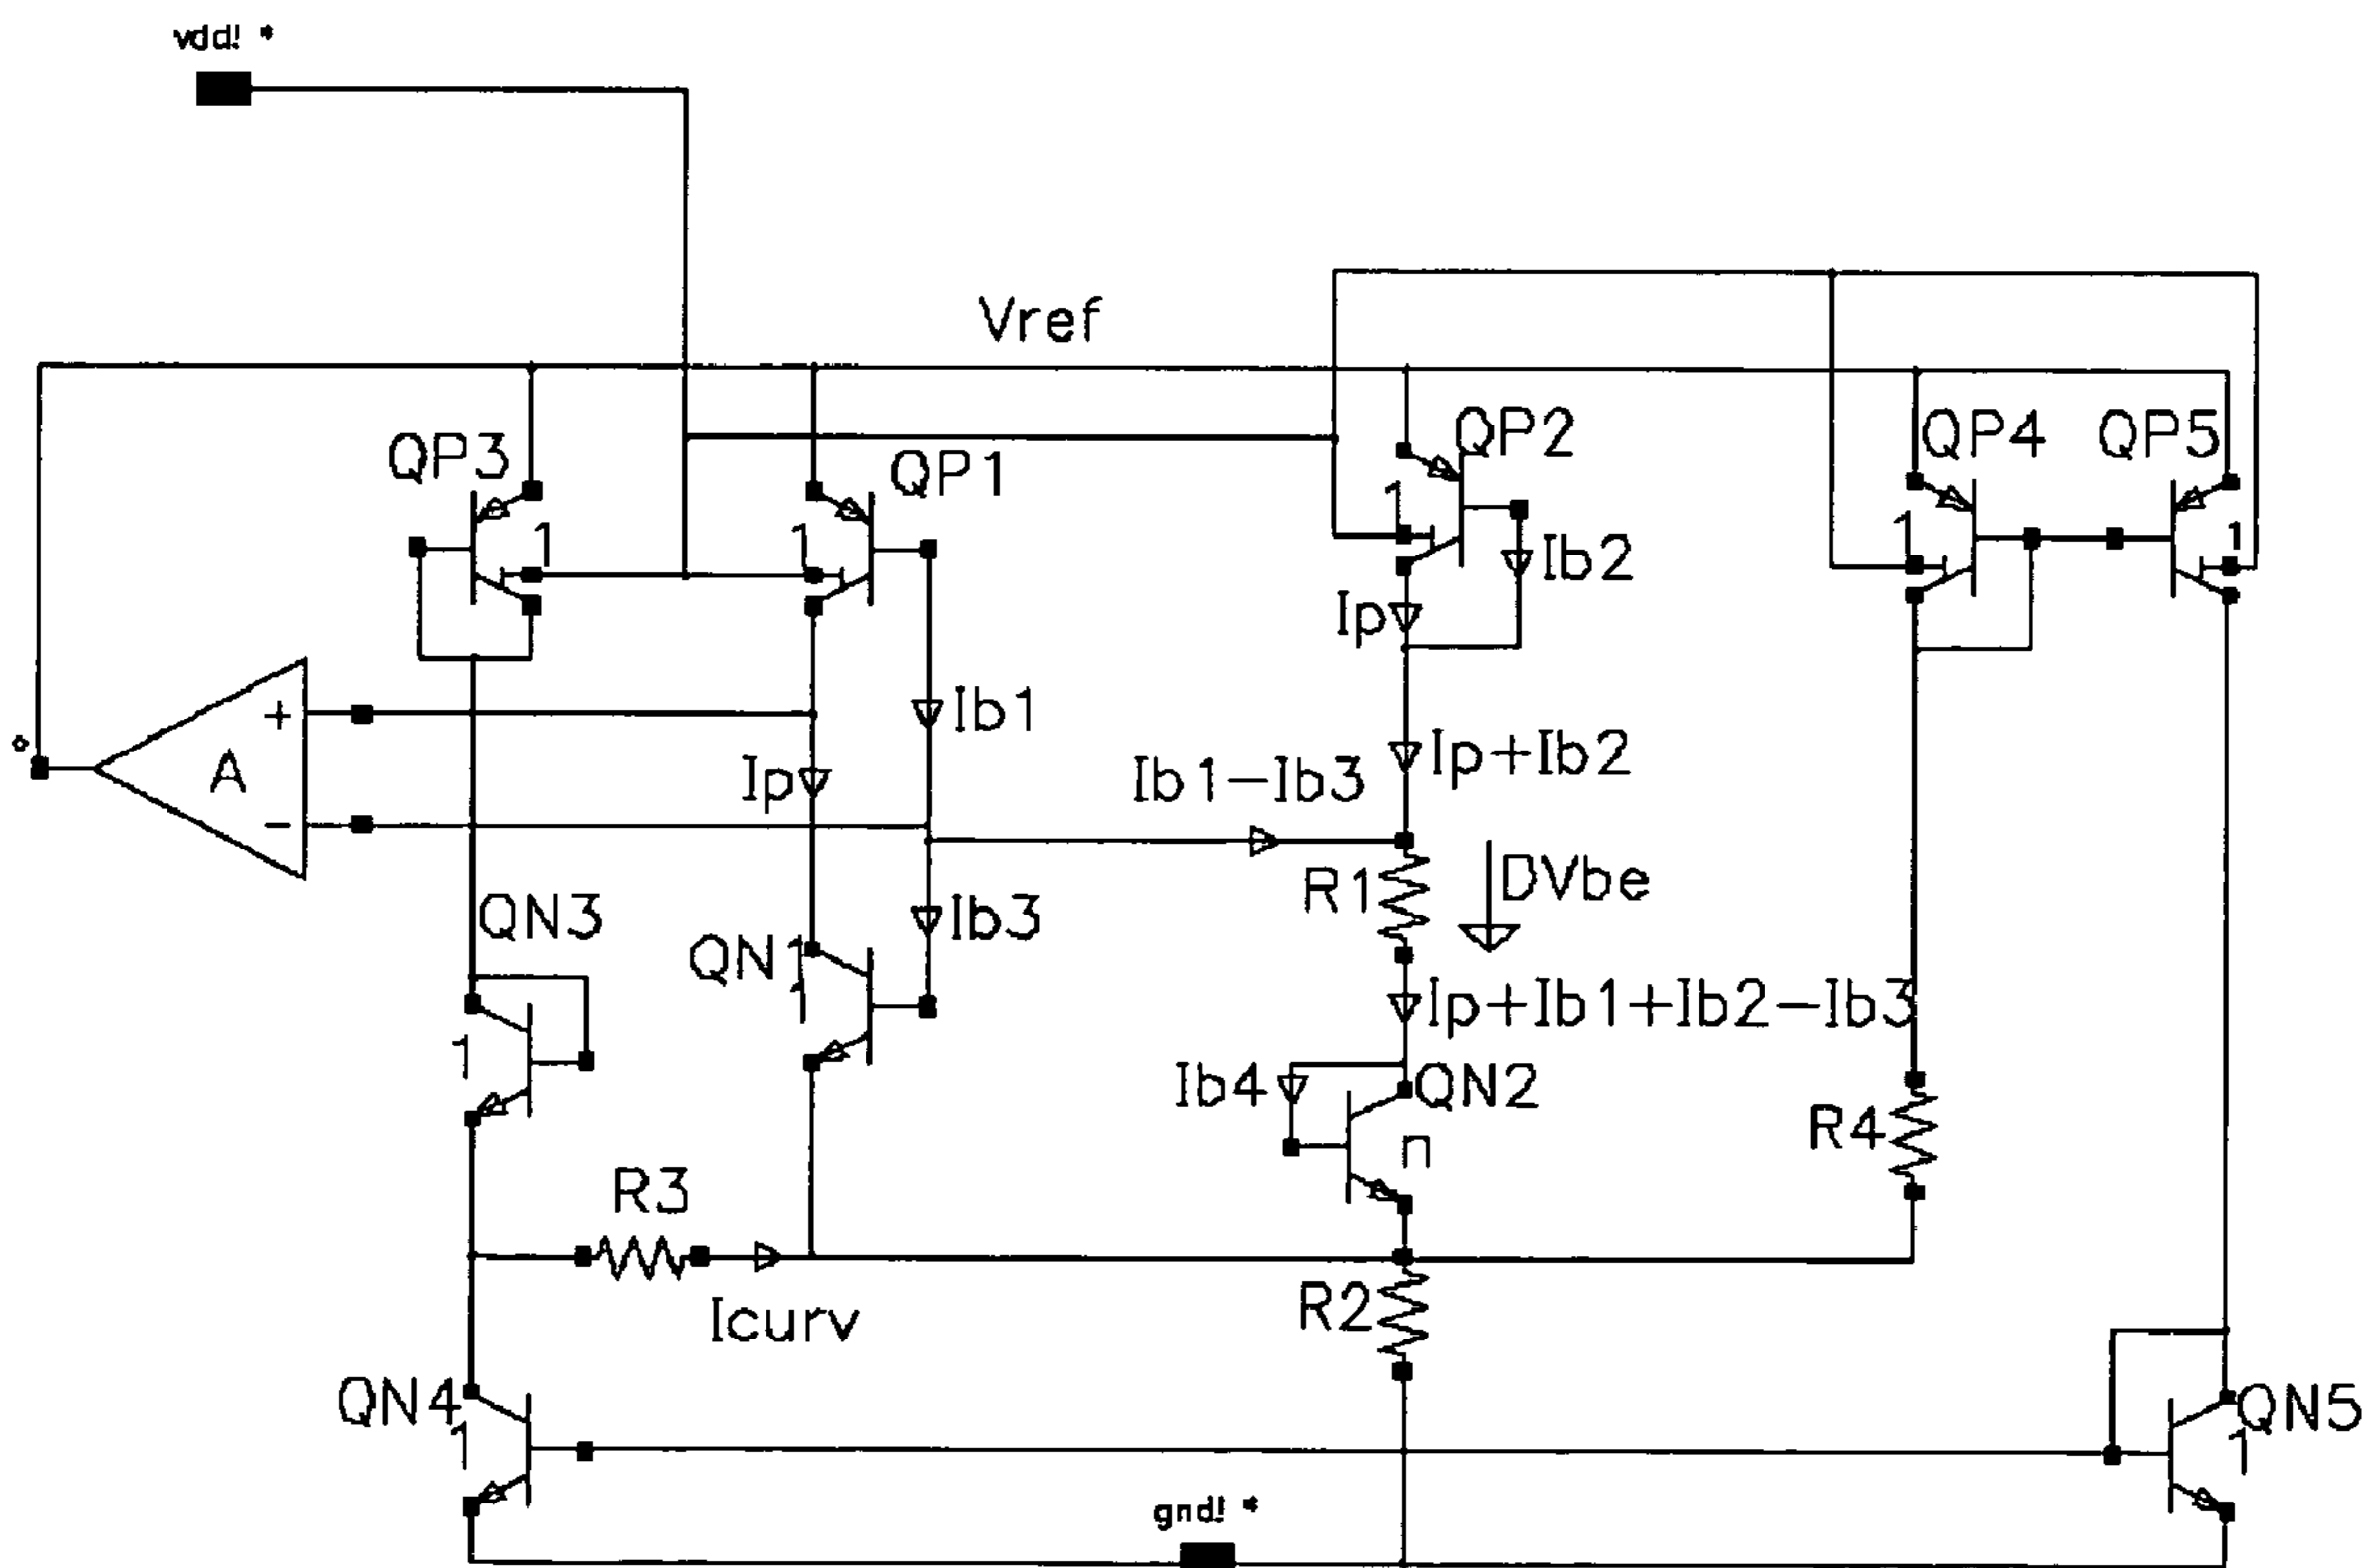 vdd! *
Vref
QP3
QP1
QP2
QP4
QP5
1
1
1
1
1
Ib2
Ip
Ib1
A
+
-
Ip
Ib1-Ib3
Ip+Ib2
R1
DVbe
QN3
QN1
Ib3
1
1
Ip+Ib1+Ib2-Ib3
Ib4
QN2
n
R4
R3
Icurv
R2
QN4
1
QN5
1
gnd! *